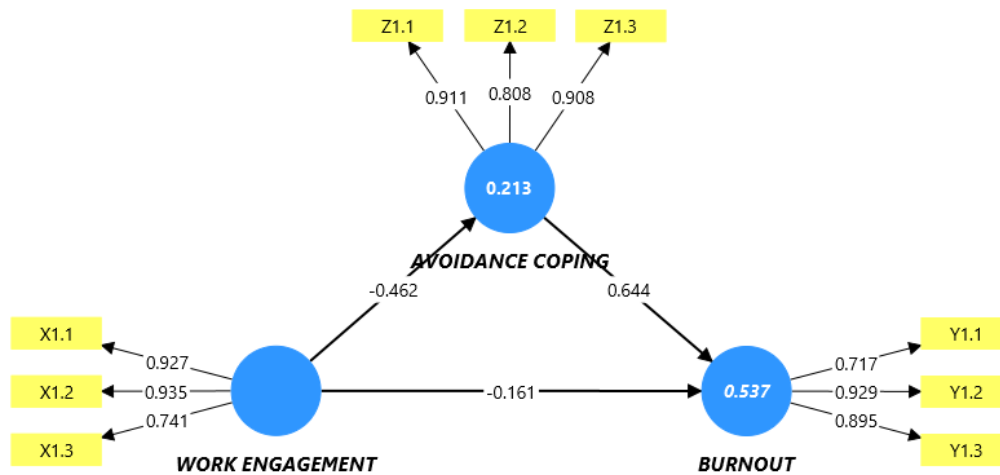 Z1.1 Z1.2 Z1.3
0.911 0.808 0.908
0.213
AVOIDANCE COPING
-0.462 0.644
X1.1 Y1.1
0.927 0.717
X1.2 0.935 -0.161 0.537 0.929 Y1.2
0.741 0.895
X1.3 Y1.3
WORK ENGAGEMENT BURNOUT